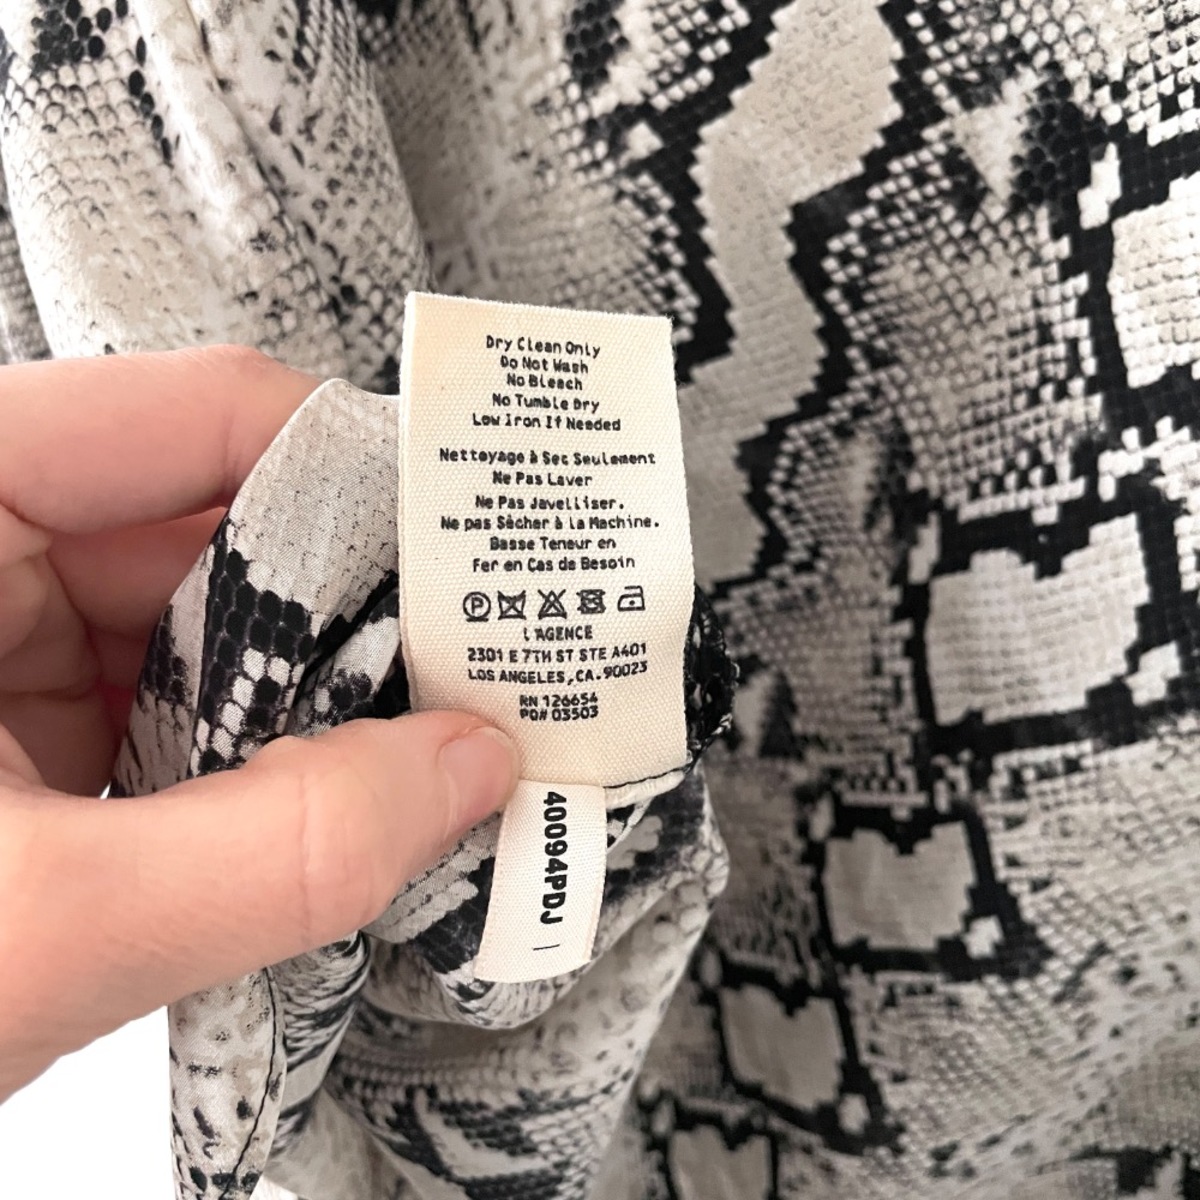 Dry Clean Only
Do Not Wash
No Bleach
No Tumble Dry
Low Iron If Needed
Nettoyage à Sec Seulement
Ne Pas Laver
Ne Pas Javelliser.
Ne pas Sècher à la Machine.
Basse Teneur en
Fer en Cas de Besoin
P
L'AGENCE
2301 E 7TH ST STE A401
LOS ANGELES, CA. 90023
RN 126654
PO# 03503
40094PDJ |